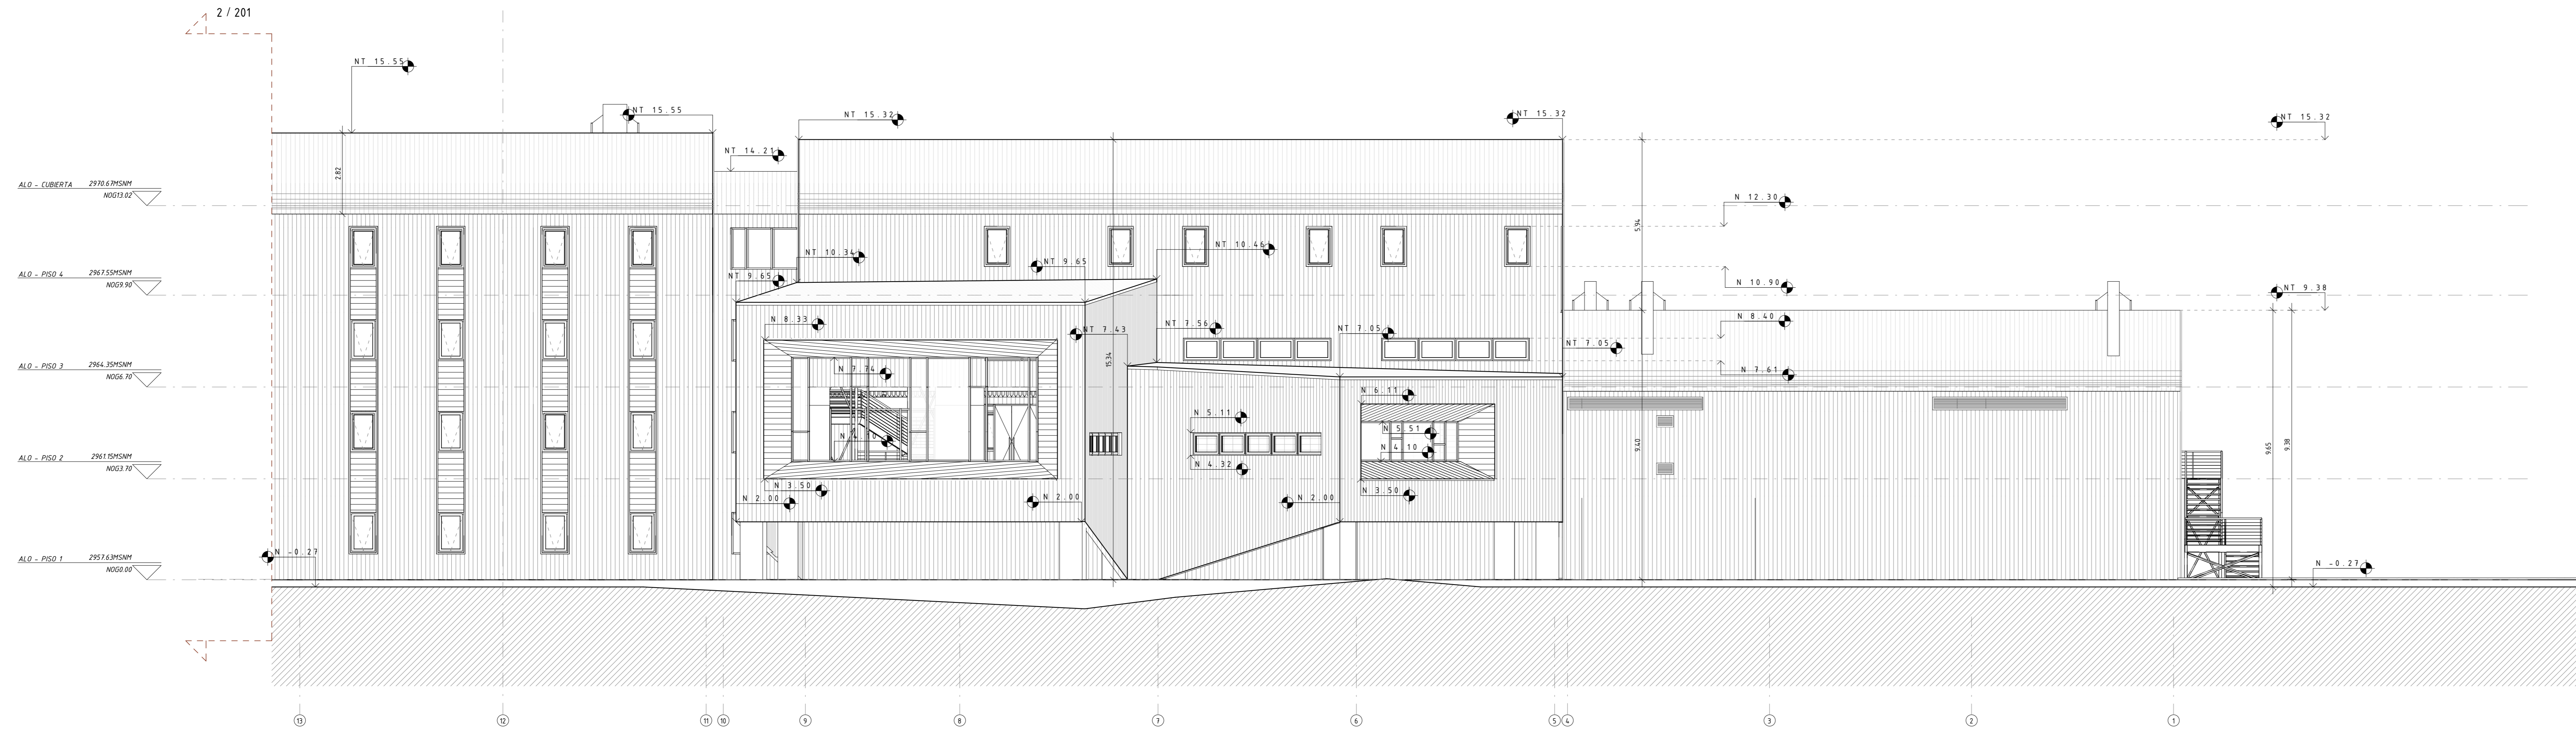 2 / 201
NT 15.55
NT 15.55
NT 15.32
NT 15.32
NT 15.32
NT 14.21
2.82
ALO - CUBIERTA 2970.67MSNM
NOG13.02
N 12.30
5.94
NT 10.34
NT 10.46
NT 9.65
NT 9.65
ALO - PISO 4 2967.55MSNM
NOG9.90
N 10.90
NT 9.38
N 8.33
NT 7.43
NT 7.56
NT 7.05
N 8.40
NT 7.05
15.34
ALO - PISO 3 2964.35MSNM
NOG6.70
N 7.74
N 7.61
N 6.11
N 5.11
N 5.51
N 4.10
N 4.10
N 4.32
9.40
9.65
9.38
ALO - PISO 2 2961.15MSNM
NOG3.70
N 3.50
N 3.50
N 2.00
N 2.00
N 2.00
ALO - PISO 1 2957.63MSNM
NOG0.00
N -0.27
N -0.27
13 12 11 10 9 8 7 6 5 4 3 2 1